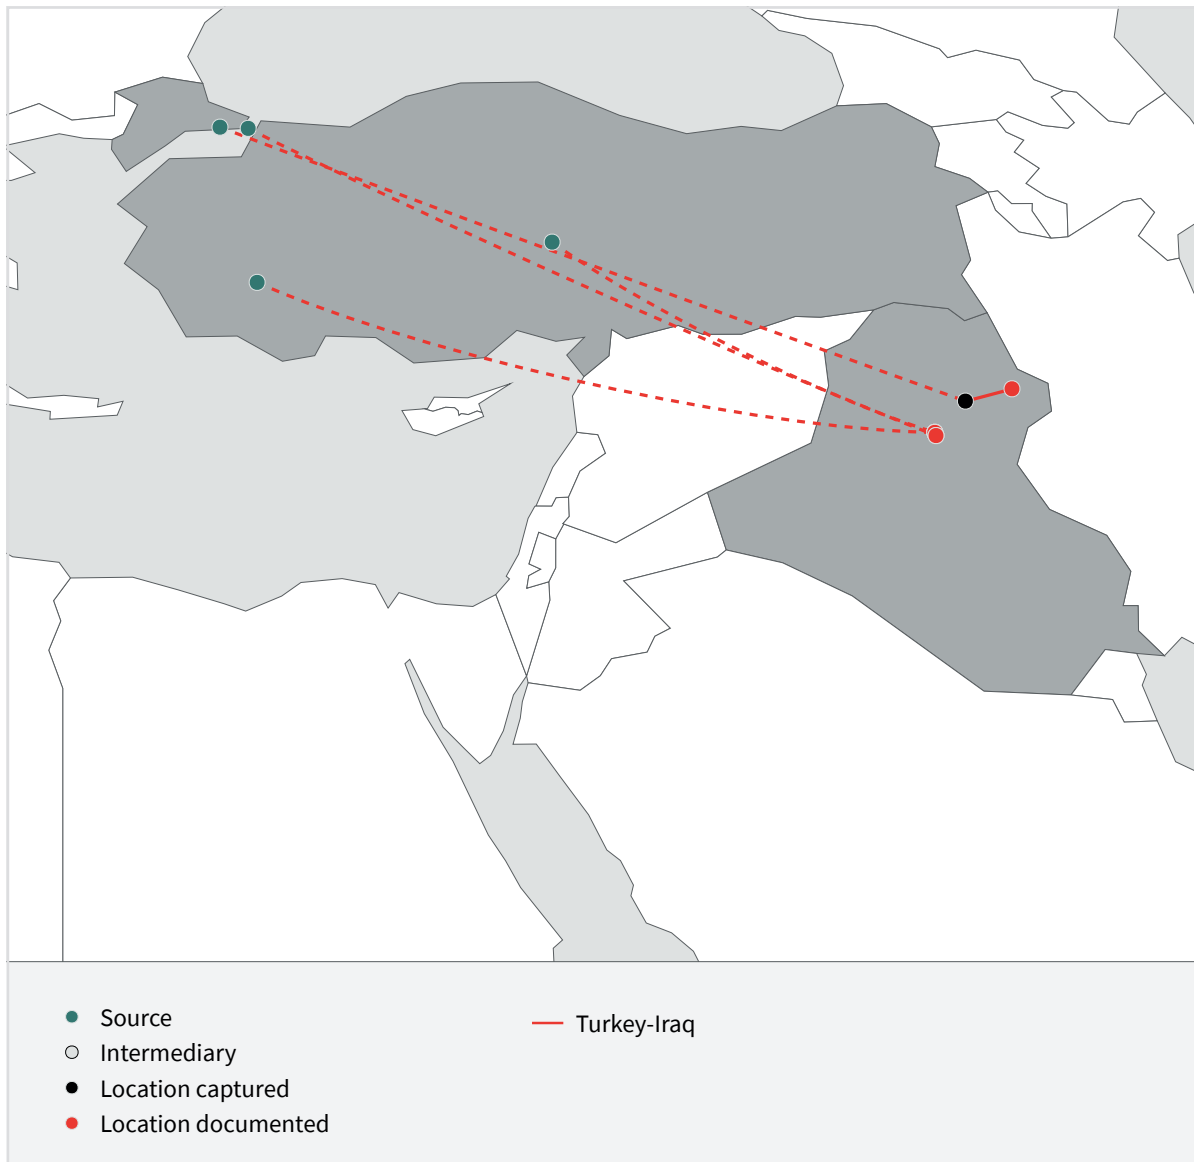 Source
Intermediary
Location captured
Location documented
Turkey-Iraq